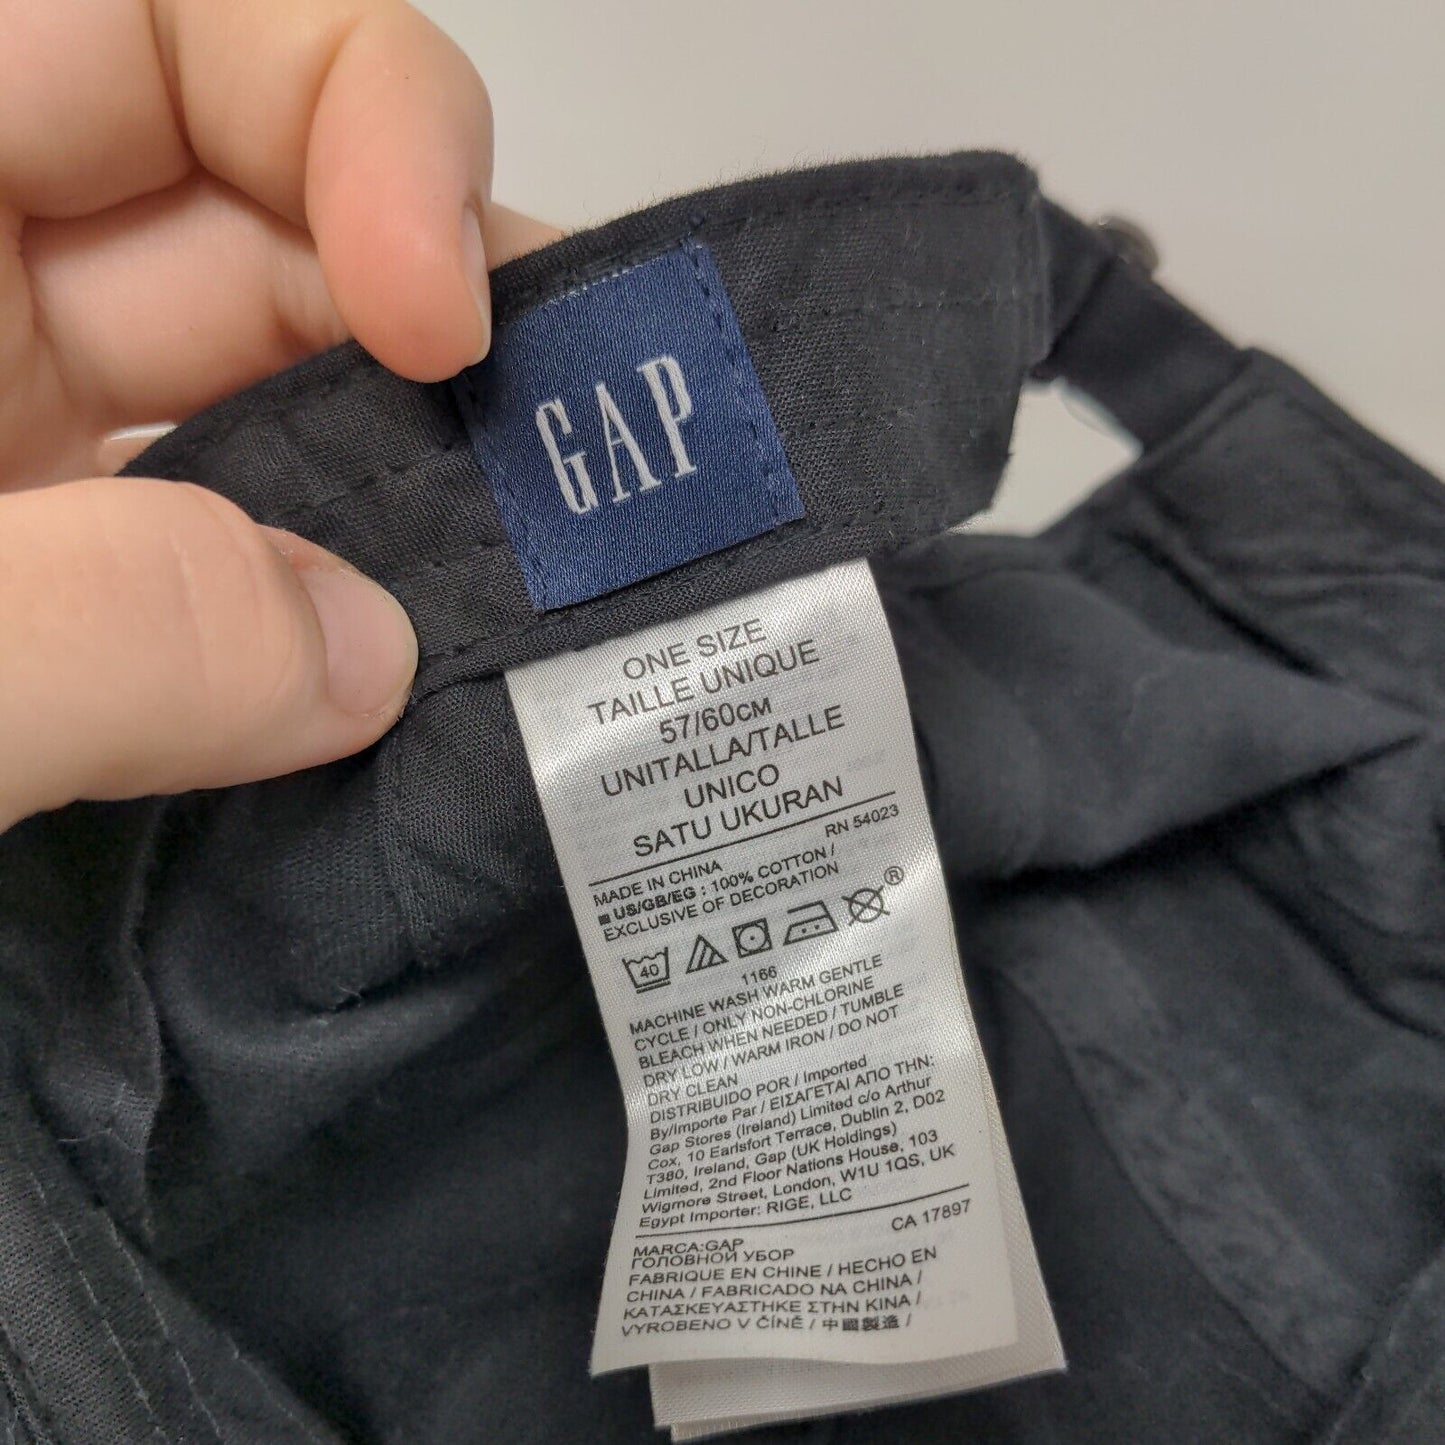 GAP
ONE SIZE
TAILLE UNIQUE
57/60CM
UNITALLA/TALLE
UNICO
SATU UKURAN
RN 54023
MADE IN CHINA
US/GB/EG : 100% COTTON /
EXCLUSIVE OF DECORATION
40
®
1166
MACHINE WASH WARM GENTLE
CYCLE / ONLY NON-CHLORINE
BLEACH WHEN NEEDED / TUMBLE
DRY LOW / WARM IRON / DO NOT
DRY CLEAN
DISTRIBUIDO POR / Imported
By/Importe Par / ΕΙΣΑΓΕΤΑΙ ΑΠΟ ΤΗΝ:
Gap Stores (Ireland) Limited c/o Arthur
Cox, 10 Earlsfort Terrace, Dublin 2, D02
T380, Ireland, Gap (UK Holdings)
Limited, 2nd Floor Nations House, 103
Wigmore Street, London, W1U 1QS, UK
Egypt Importer: RIGE, LLC
CA 17897
MARCA:GAP
ГОЛОВНОЙ УБОР
FABRIQUE EN CHINE / HECHO EN
CHINA / FABRICADO NA CHINA /
ΚΑΤΑΣΚΕΥΑΣΤΗΚΕ ΣΤΗΝ ΚΙΝΑ /
VYROBENO V ČÍNĚ / 中國製造 /